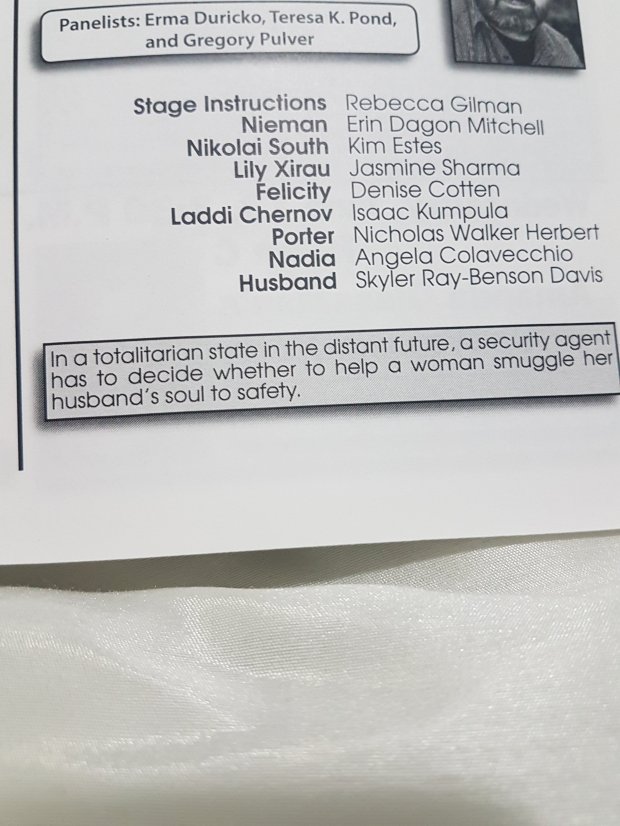 Panelists: Erma Duricko, Teresa K. Pond,
and Gregory Pulver
Stage Instructions Rebecca Gilman
Nieman Erin Dagon Mitchell
Nikolai South Kim Estes
Lily Xirau Jasmine Sharma
Felicity Denise Cotten
Laddi Chernov Isaac Kumpula
Porter Nicholas Walker Herbert
Nadia Angela Colavecchio
Husband Skyler Ray-Benson Davis
In a totalitarian state in the distant future, a security agent
has to decide whether to help a woman smuggle her
husband's soul to safety.